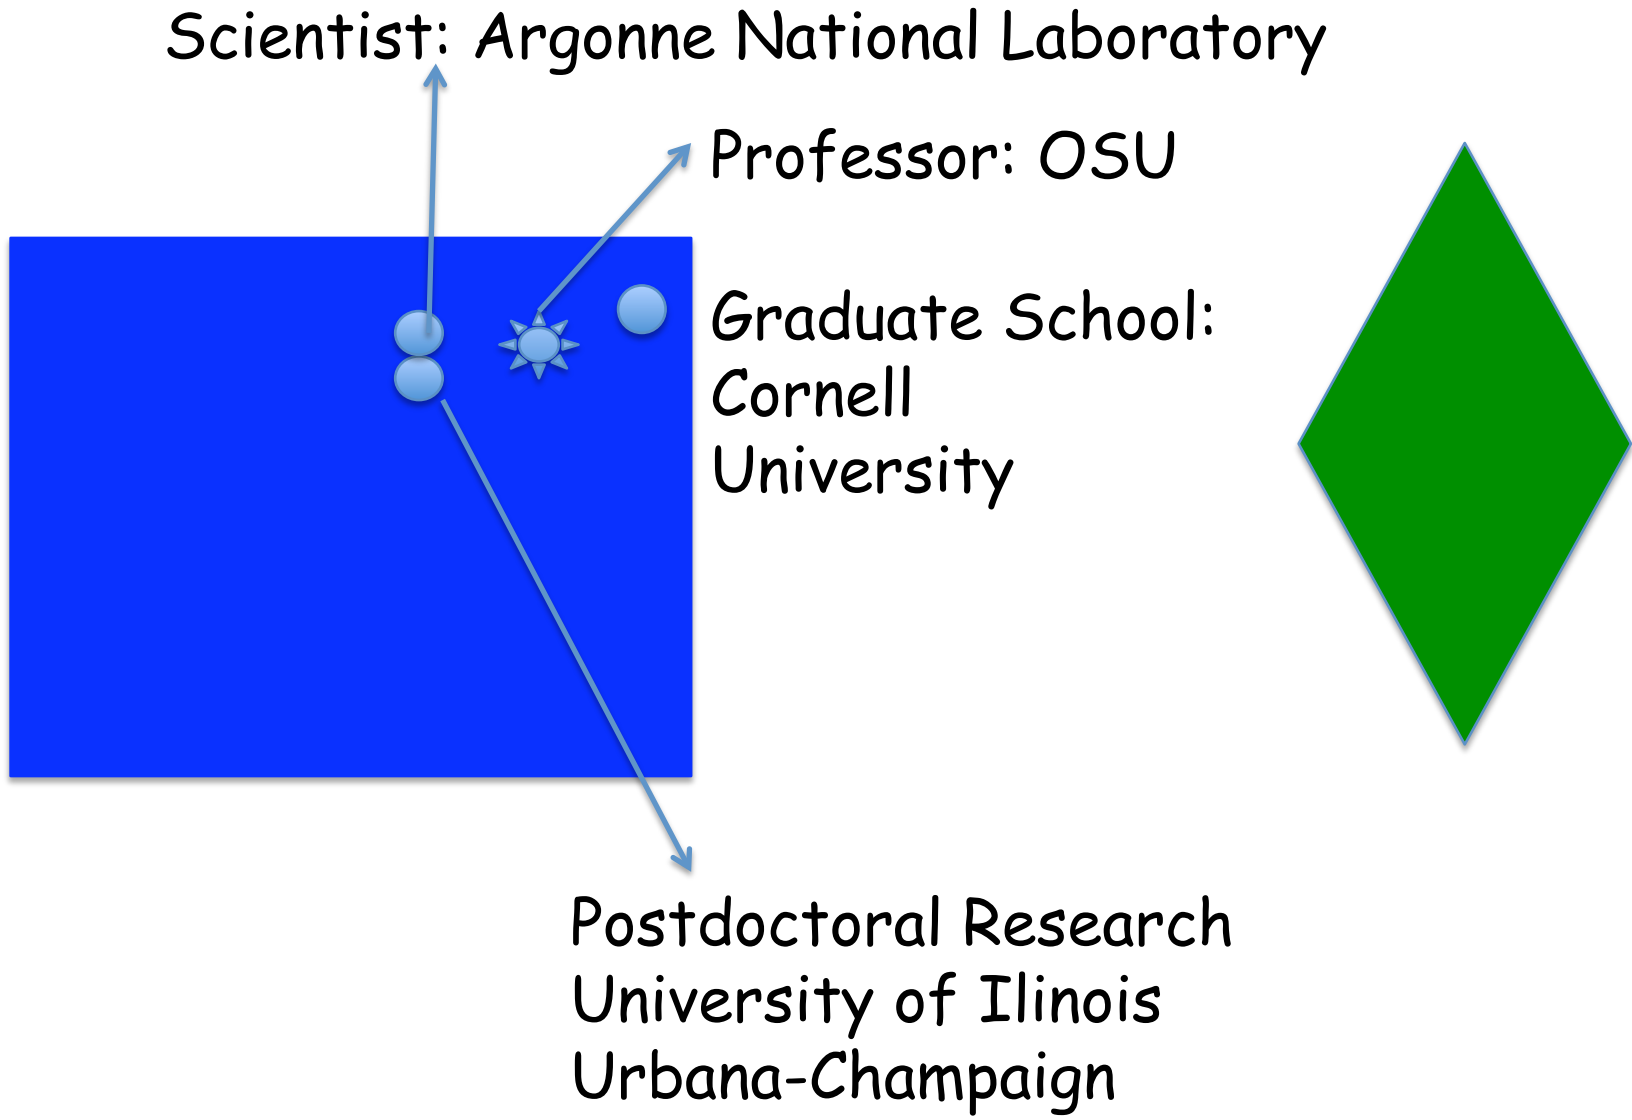 Scientist: Argonne National Laboratory
Professor: OSU
Graduate School:
Cornell
University
Postdoctoral Research
University of Ilinois
Urbana-Champaign